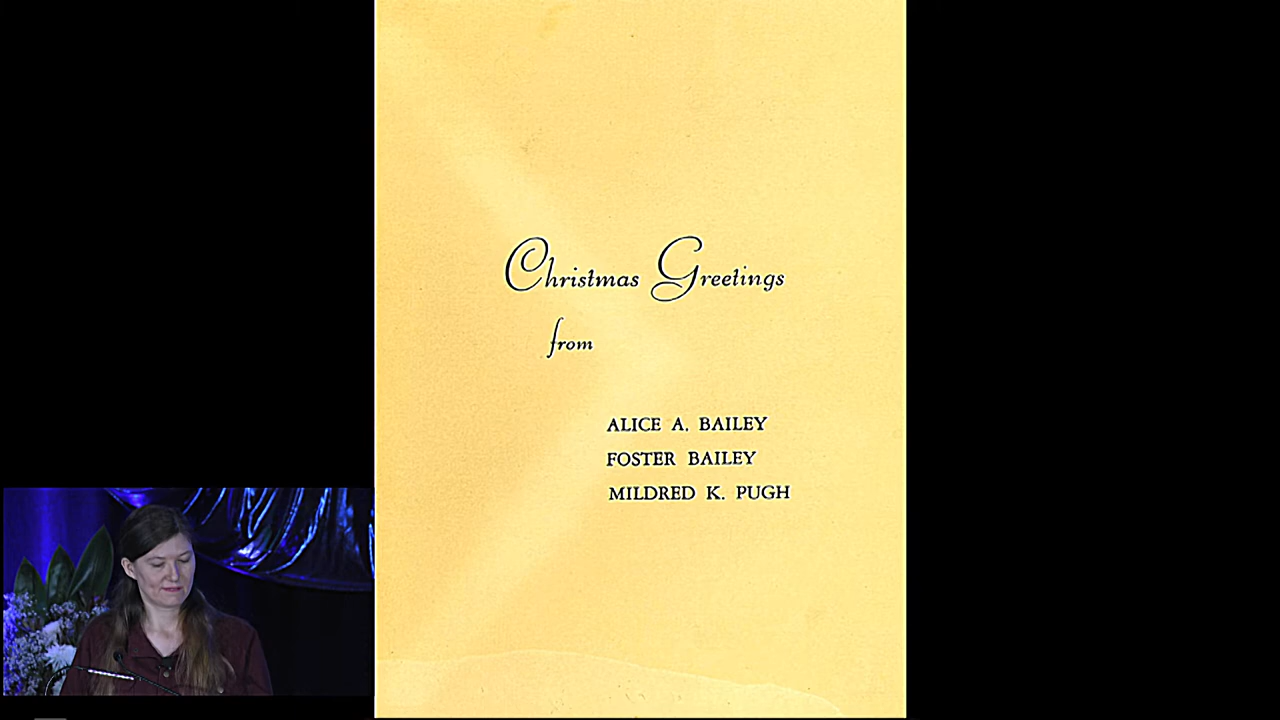 Christmas Greetings
from
ALICE A. BAILEY
FOSTER BAILEY
MILDRED K. PUGH